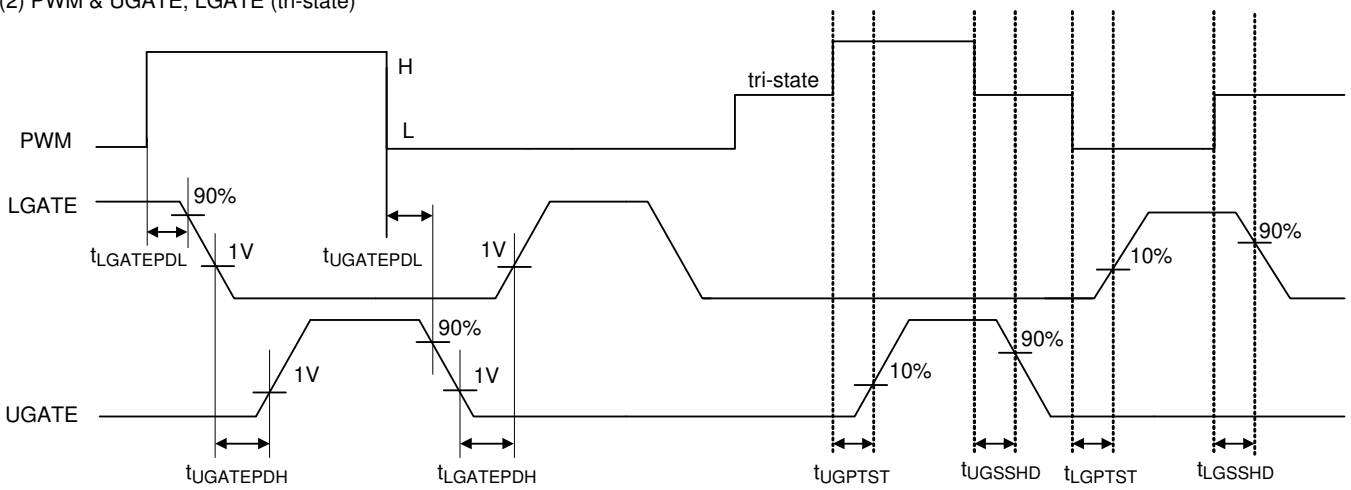 (2) PWM & UGATE, LGATE (tri-state)
H
tri-state
L
PWM
LGATE
90%
1V
tLGATEPDL
tUGATEPDL
1V
10%
90%
90%
1V
1V
10%
90%
UGATE
tUGATEPDH
tLGATEPDH
tUGPTST
tUGSSHD
tLGPTST
tLGSSHD